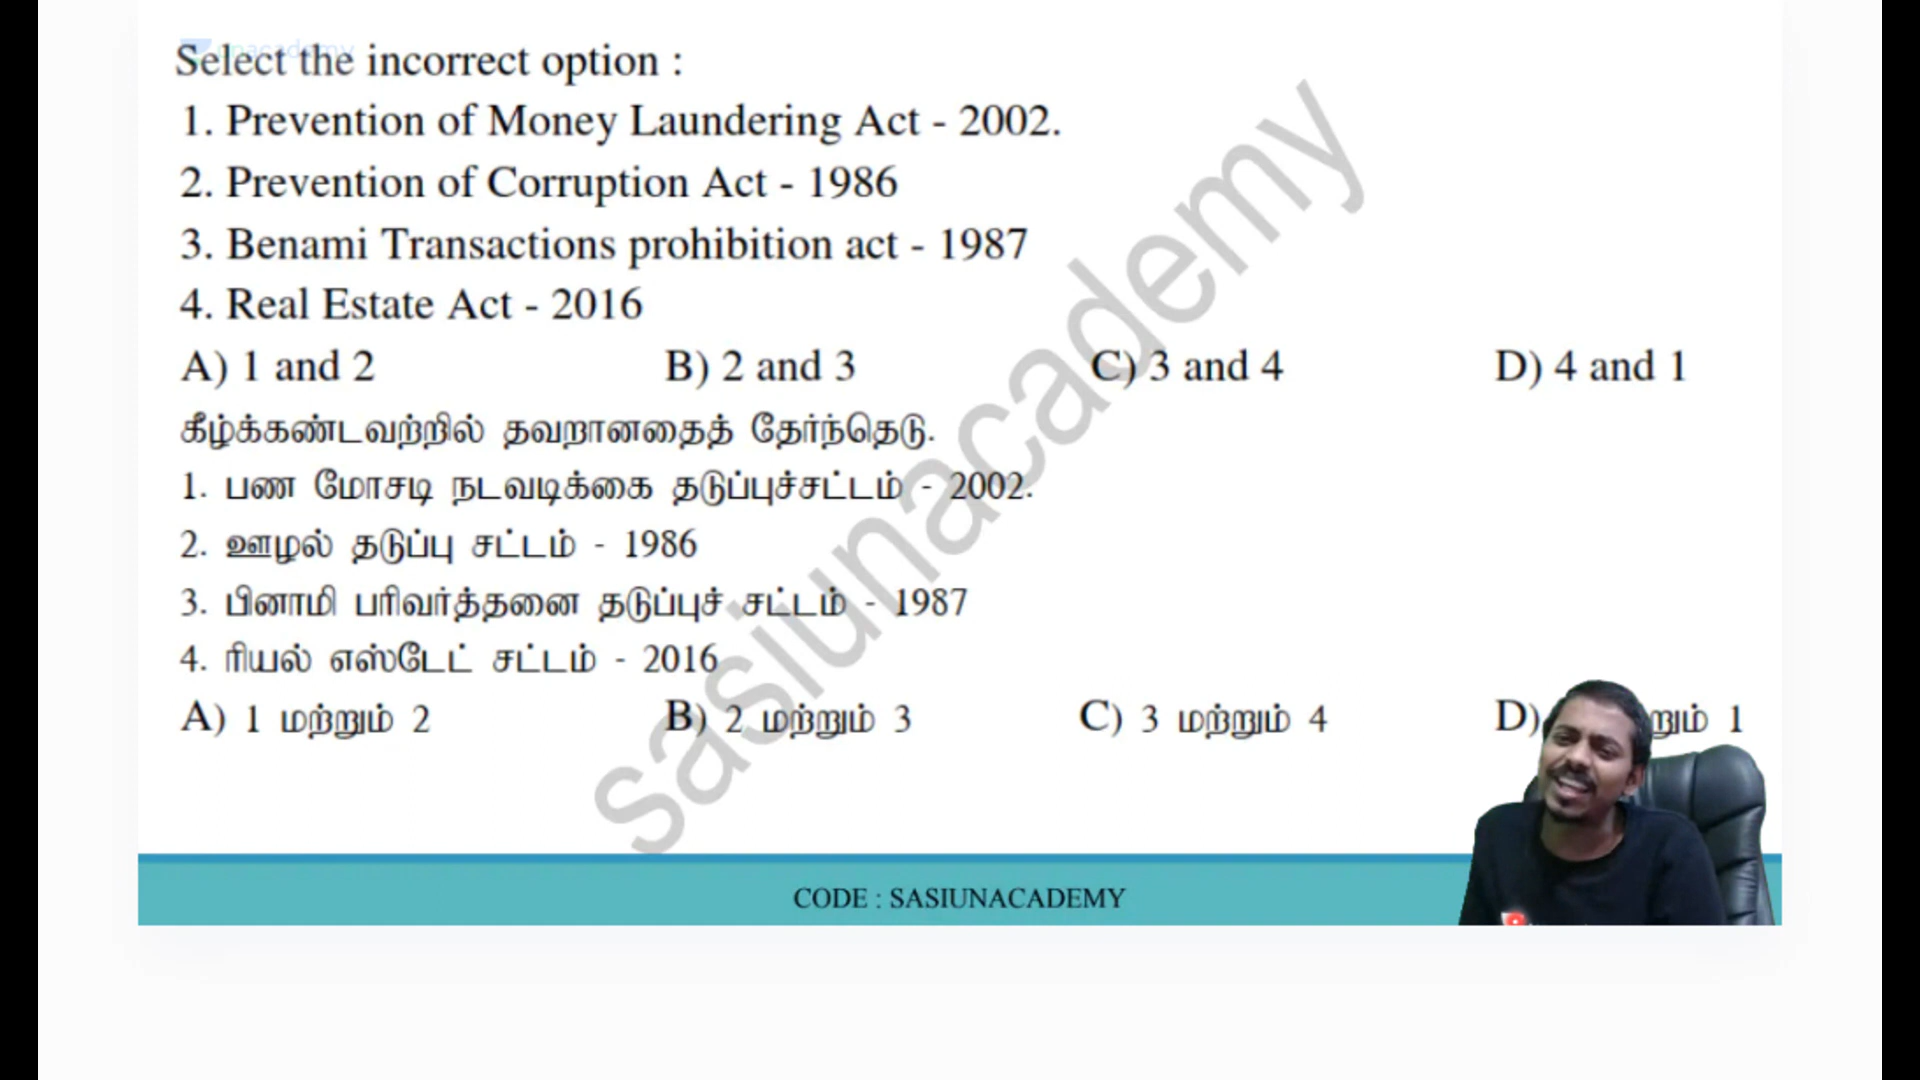 unacademy
Select the incorrect option :
1. Prevention of Money Laundering Act - 2002.
2. Prevention of Corruption Act - 1986
3. Benami Transactions prohibition act - 1987
4. Real Estate Act - 2016
A) 1 and 2 B) 2 and 3 C) 3 and 4 D) 4 and 1
கீழ்க்கண்டவற்றில் தவறானதைத் தேர்ந்தெடு.
1. பண மோசடி நடவடிக்கை தடுப்புச்சட்டம் - 2002.
2. ஊழல் தடுப்பு சட்டம் - 1986
3. பினாமி பரிவர்த்தனை தடுப்புச் சட்டம் - 1987
4. ரியல் எஸ்டேட் சட்டம் - 2016
A) 1 மற்றும் 2 B) 2 மற்றும் 3 C) 3 மற்றும் 4 D) 1
sasiunacademy
CODE : SASIUNACADEMY